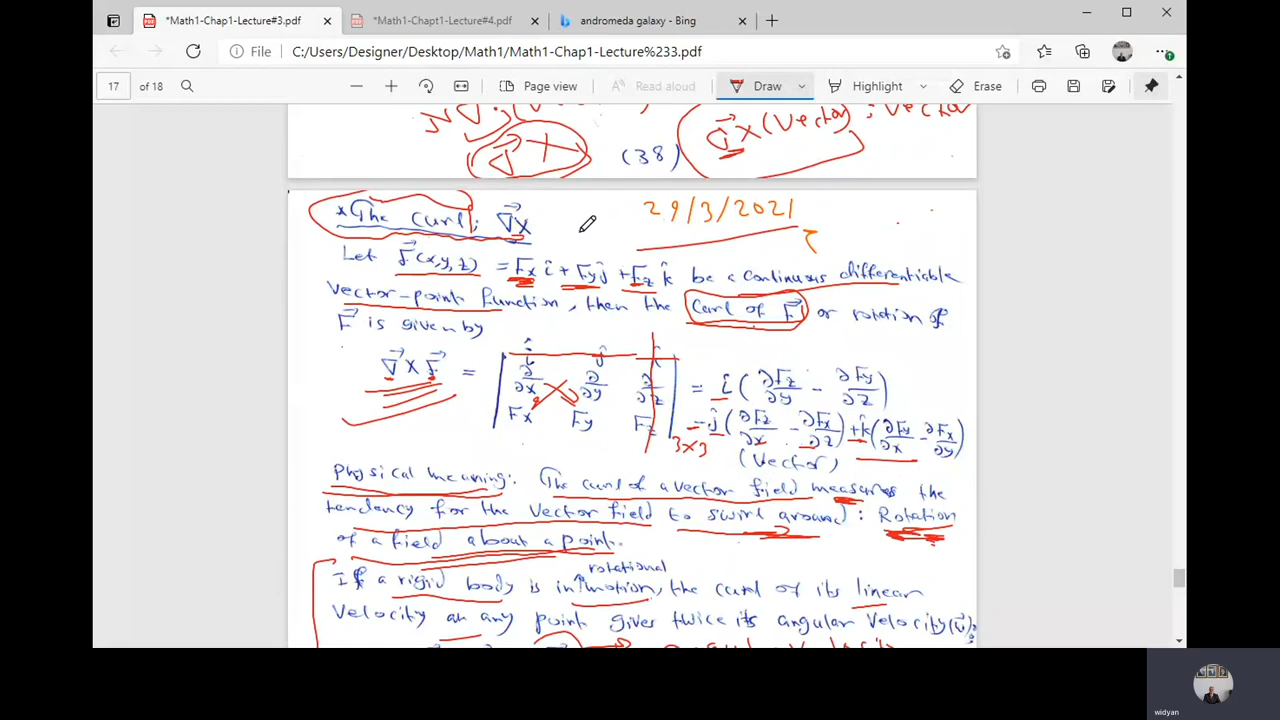 *Math1-Chap1-Lecture#3.pdf
*Math1-Chapt1-Lecture#4.pdf
andromeda galaxy - Bing
File
C:/Users/Designer/Desktop/Math1/Math1-Chap1-Lecture%233.pdf
17 of 18
Page view
Read aloud
Draw
Highlight
Erase
∇⃗ X
(38)
∇⃗ X (Vector) : Vector
*The Curl: ∇⃗X
29/3/2021
Let F⃗(x,y,z) = Fx î + Fy ĵ + Fz k̂ be a continuous differentiable
vector-point function, then the Curl of F⃗ or rotation of
F⃗ is given by
∇⃗ X F⃗ = | î ĵ k̂ |
| ∂/∂x ∂/∂y ∂/∂z | = î (∂Fz/∂y - ∂Fy/∂z)
| Fx Fy Fz | 3x3 - ĵ (∂Fz/∂x - ∂Fx/∂z) + k̂ (∂Fy/∂x - ∂Fx/∂y)
(Vector)
Physical meaning: The curl of a vector field measures the
tendency for the vector field to swirl around: Rotation
of a field about a point.
If a rigid body is in rotational motion, the curl of its linear
Velocity an any point gives twice its angular Velocity
widyan